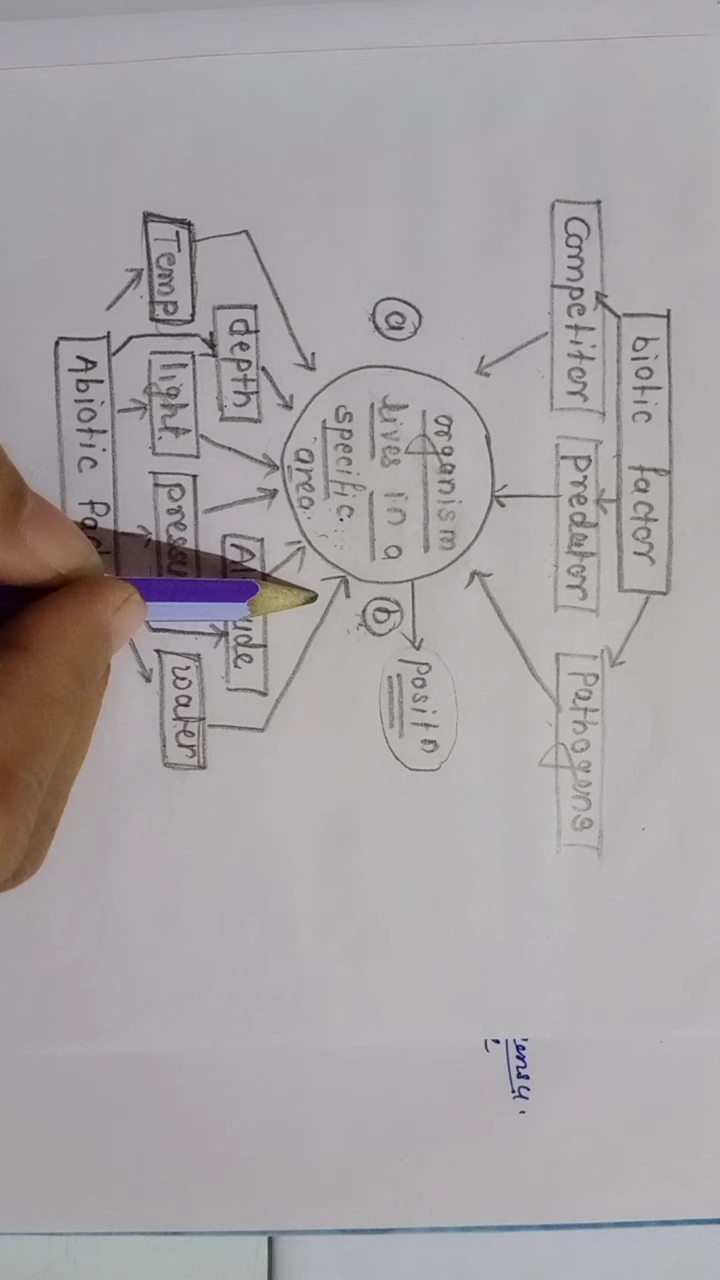 biotic factor
Competitor
predator
Pathogens
a
organism
lives in a
specific
area
b
Positn
depth
Temp
light
water
Abiotic